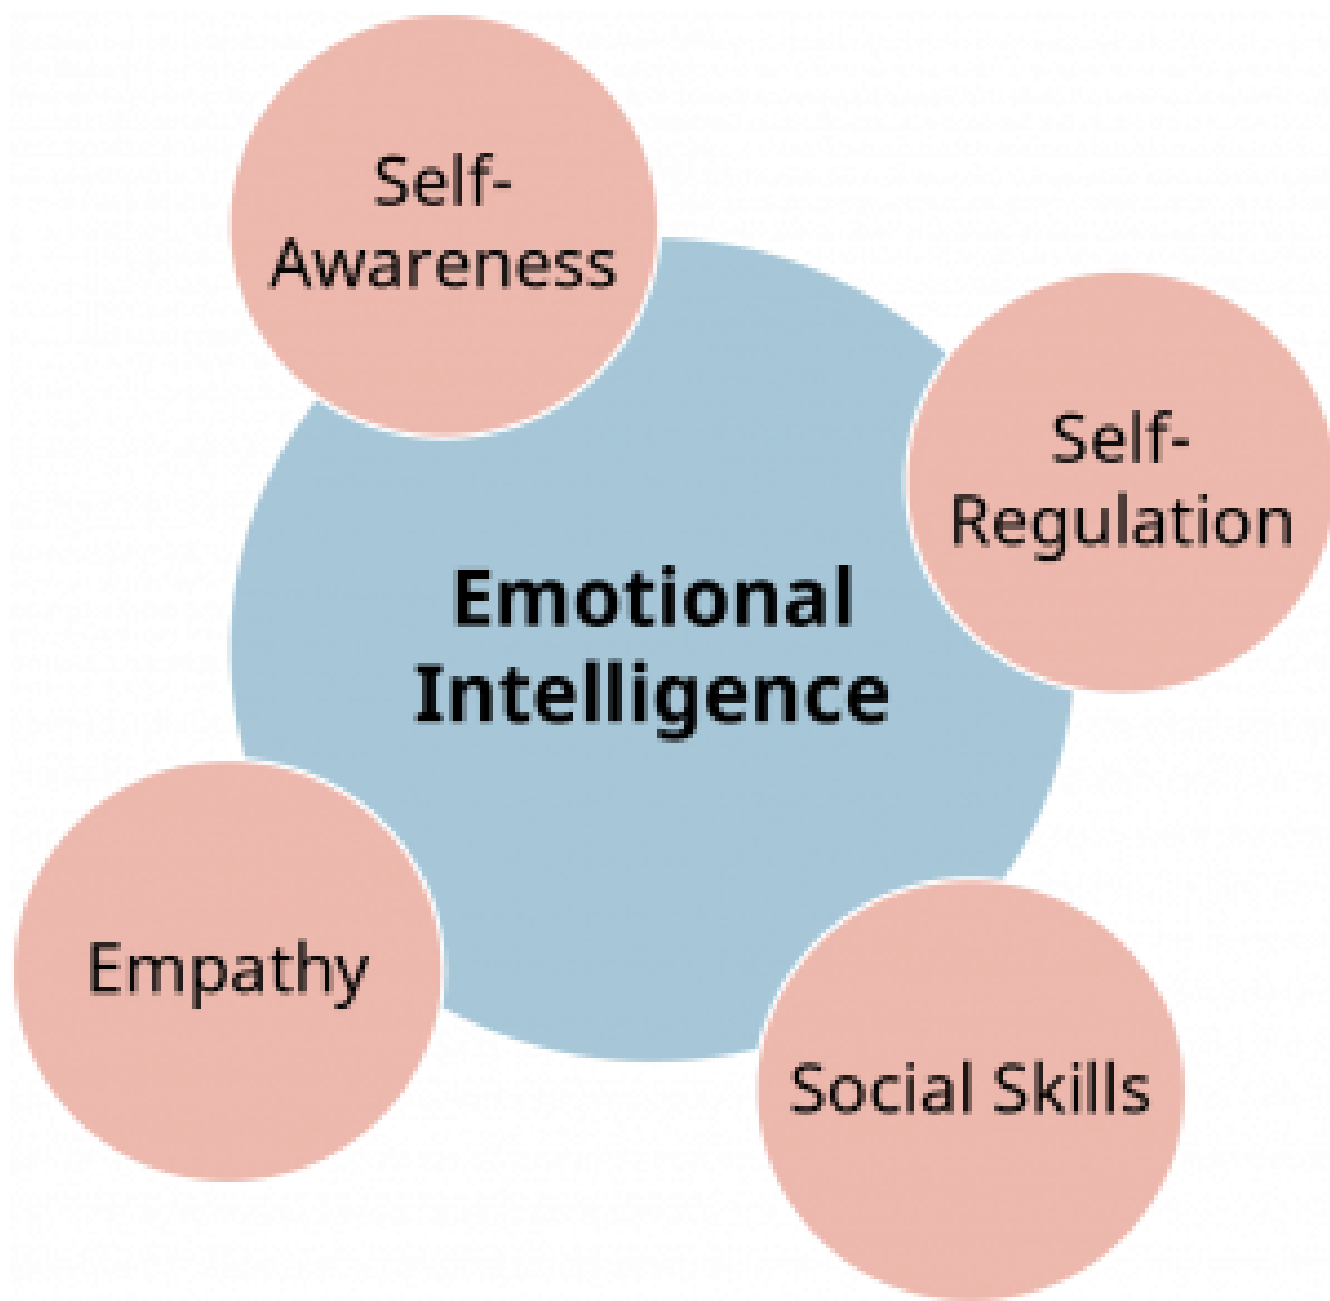 Self-
Awareness
Self-
Regulation
Emotional
Intelligence
Empathy
Social Skills